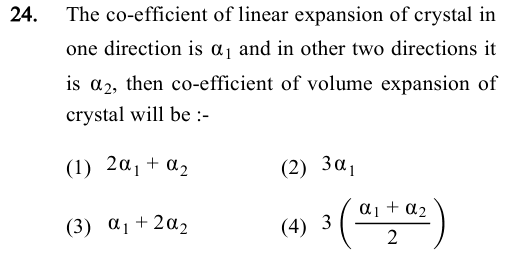 24. The co-efficient of linear expansion of crystal in
one direction is α₁ and in other two directions it
is α₂, then co-efficient of volume expansion of
crystal will be :-
(1) 2α₁ + α₂ (2) 3α₁
(3) α₁ + 2α₂ (4) 3 ( (α₁ + α₂) / 2 )